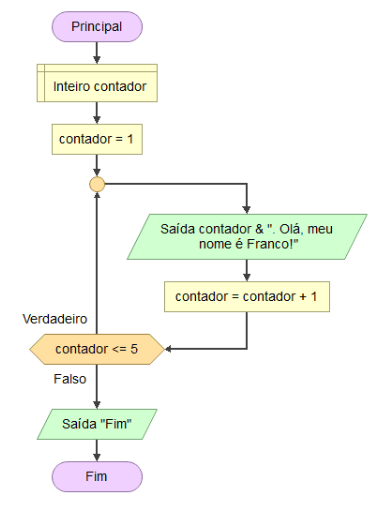 Principal
Inteiro contador
contador = 1
Saída contador & ". Olá, meu
nome é Franco!"
contador = contador + 1
Verdadeiro
contador <= 5
Falso
Saída "Fim"
Fim